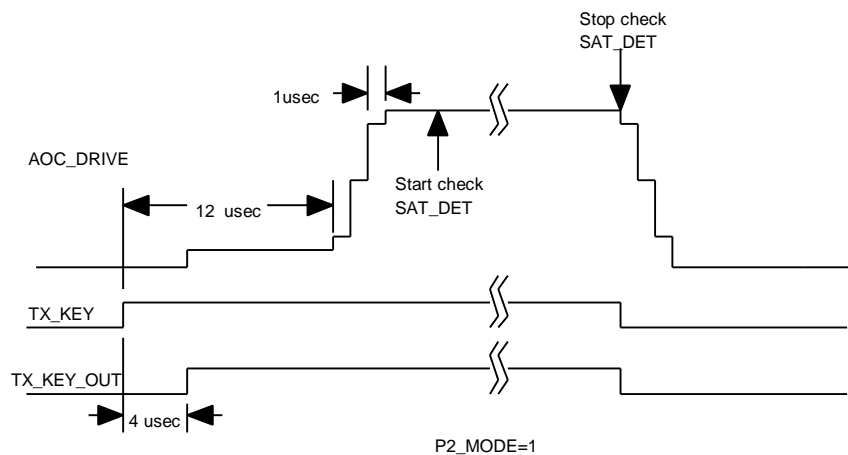 Stop check
SAT_DET
1usec
AOC_DRIVE
Start check
SAT_DET
12 usec
TX_KEY
TX_KEY_OUT
4 usec
P2_MODE=1